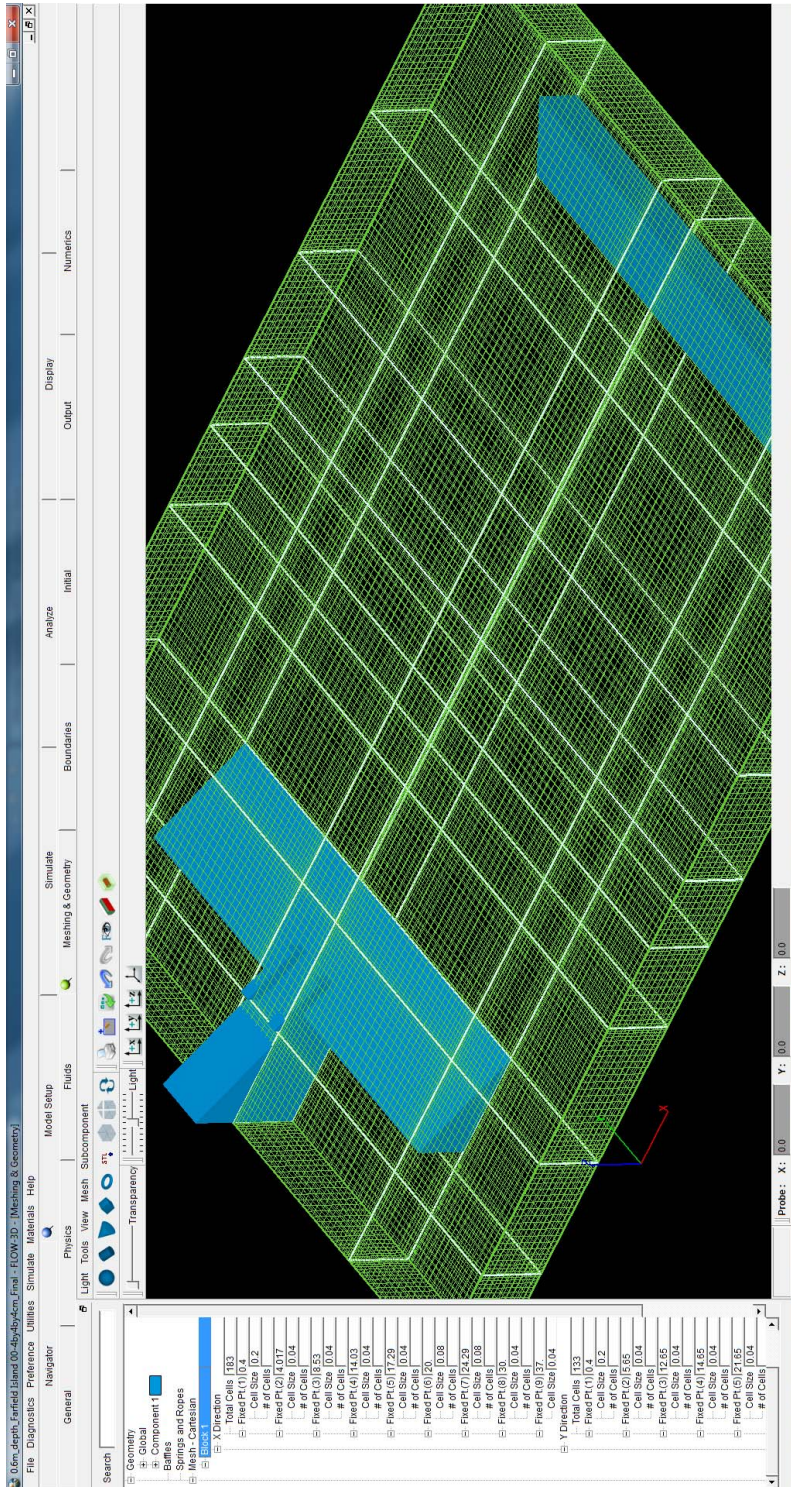 0.6m_depth_Fairfield Island 00-4by4by4cm_Final - FLOW-3D - [Meshing & Geometry]
File Diagnostics Preference Utilities Simulate Materials Help
Navigator Model Setup Simulate Analyze Display
General Physics Fluids Meshing & Geometry Boundaries Initial Output Numerics
Light Tools View Mesh Subcomponent
Search
STL
Transparency
Light
+x +y +z
Geometry
Global
Component 1
Baffles
Springs and Ropes
Mesh - Cartesian
Block 1
X Direction
Total Cells 183
Fixed Pt.(1) 0.4
Cell Size 0.2
# of Cells
Fixed Pt.(2) 4.017
Cell Size 0.04
# of Cells
Fixed Pt.(3) 8.53
Cell Size 0.04
# of Cells
Fixed Pt.(4) 14.03
Cell Size 0.04
# of Cells
Fixed Pt.(5) 17.29
Cell Size 0.04
# of Cells
Fixed Pt.(6) 20.
Cell Size 0.08
# of Cells
Fixed Pt.(7) 24.29
Cell Size 0.08
# of Cells
Fixed Pt.(8) 30.
Cell Size 0.04
# of Cells
Fixed Pt.(9) 37.
Cell Size 0.04
Y Direction
Total Cells 133
Fixed Pt.(1) 0.4
Cell Size 0.2
# of Cells
Fixed Pt.(2) 5.65
Cell Size 0.04
# of Cells
Fixed Pt.(3) 12.65
Cell Size 0.04
# of Cells
Fixed Pt.(4) 14.65
Cell Size 0.04
# of Cells
Fixed Pt.(5) 21.65
Cell Size 0.04
# of Cells
X
Probe: X: 0.0 Y: 0.0 Z: 0.0